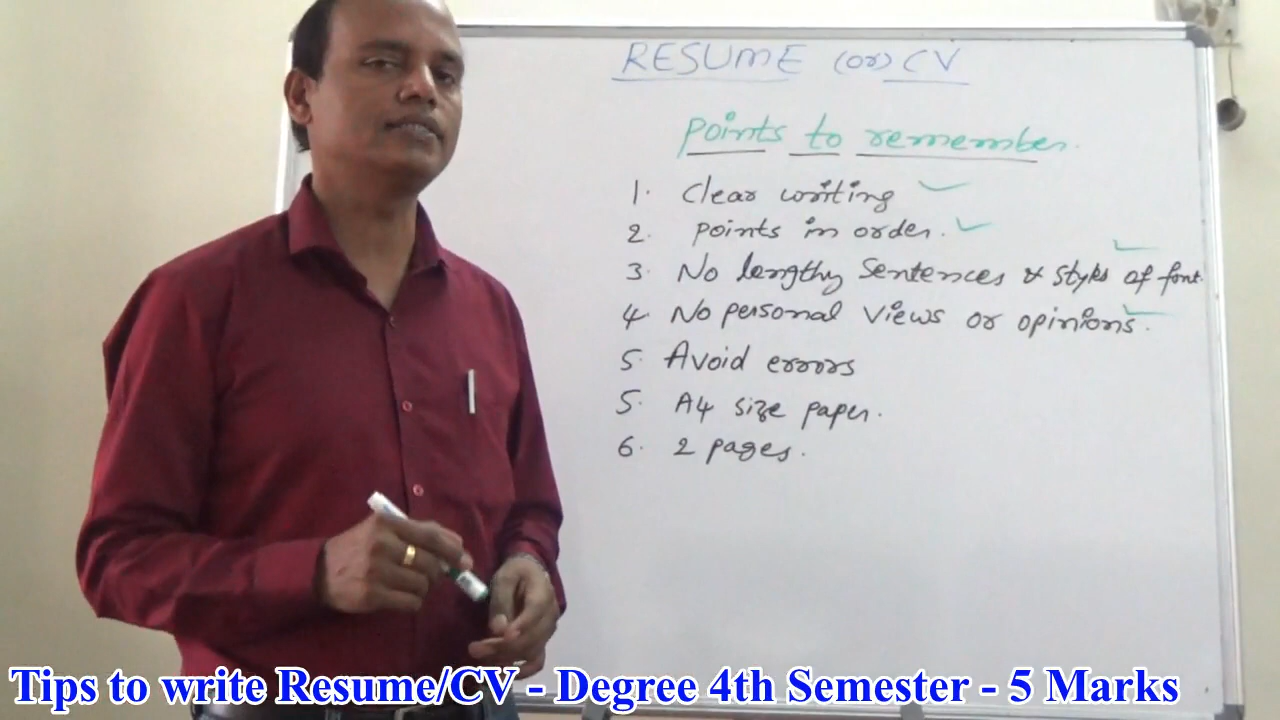 RESUME (or) CV
Points to remember.
1. Clear writing
2. points in order.
3. No lengthy sentences & styles of font.
4. No personal views or opinions.
5. Avoid errors
5. A4 size paper.
6. 2 pages.
Tips to write Resume/CV - Degree 4th Semester - 5 Marks